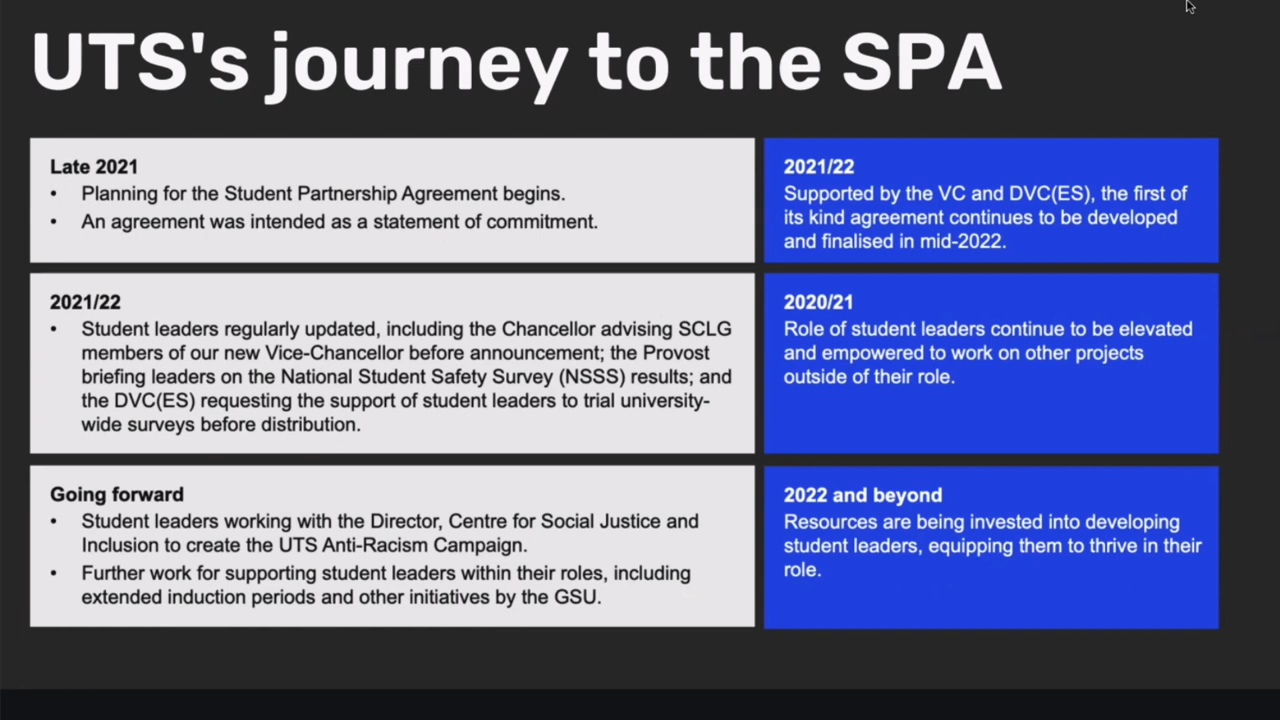 UTS's journey to the SPA
Late 2021
• Planning for the Student Partnership Agreement begins.
• An agreement was intended as a statement of commitment.
2021/22
Supported by the VC and DVC(ES), the first of
its kind agreement continues to be developed
and finalised in mid-2022.
2021/22
• Student leaders regularly updated, including the Chancellor advising SCLG
members of our new Vice-Chancellor before announcement; the Provost
briefing leaders on the National Student Safety Survey (NSSS) results; and
the DVC(ES) requesting the support of student leaders to trial university-
wide surveys before distribution.
2020/21
Role of student leaders continue to be elevated
and empowered to work on other projects
outside of their role.
Going forward
• Student leaders working with the Director, Centre for Social Justice and
Inclusion to create the UTS Anti-Racism Campaign.
• Further work for supporting student leaders within their roles, including
extended induction periods and other initiatives by the GSU.
2022 and beyond
Resources are being invested into developing
student leaders, equipping them to thrive in their
role.